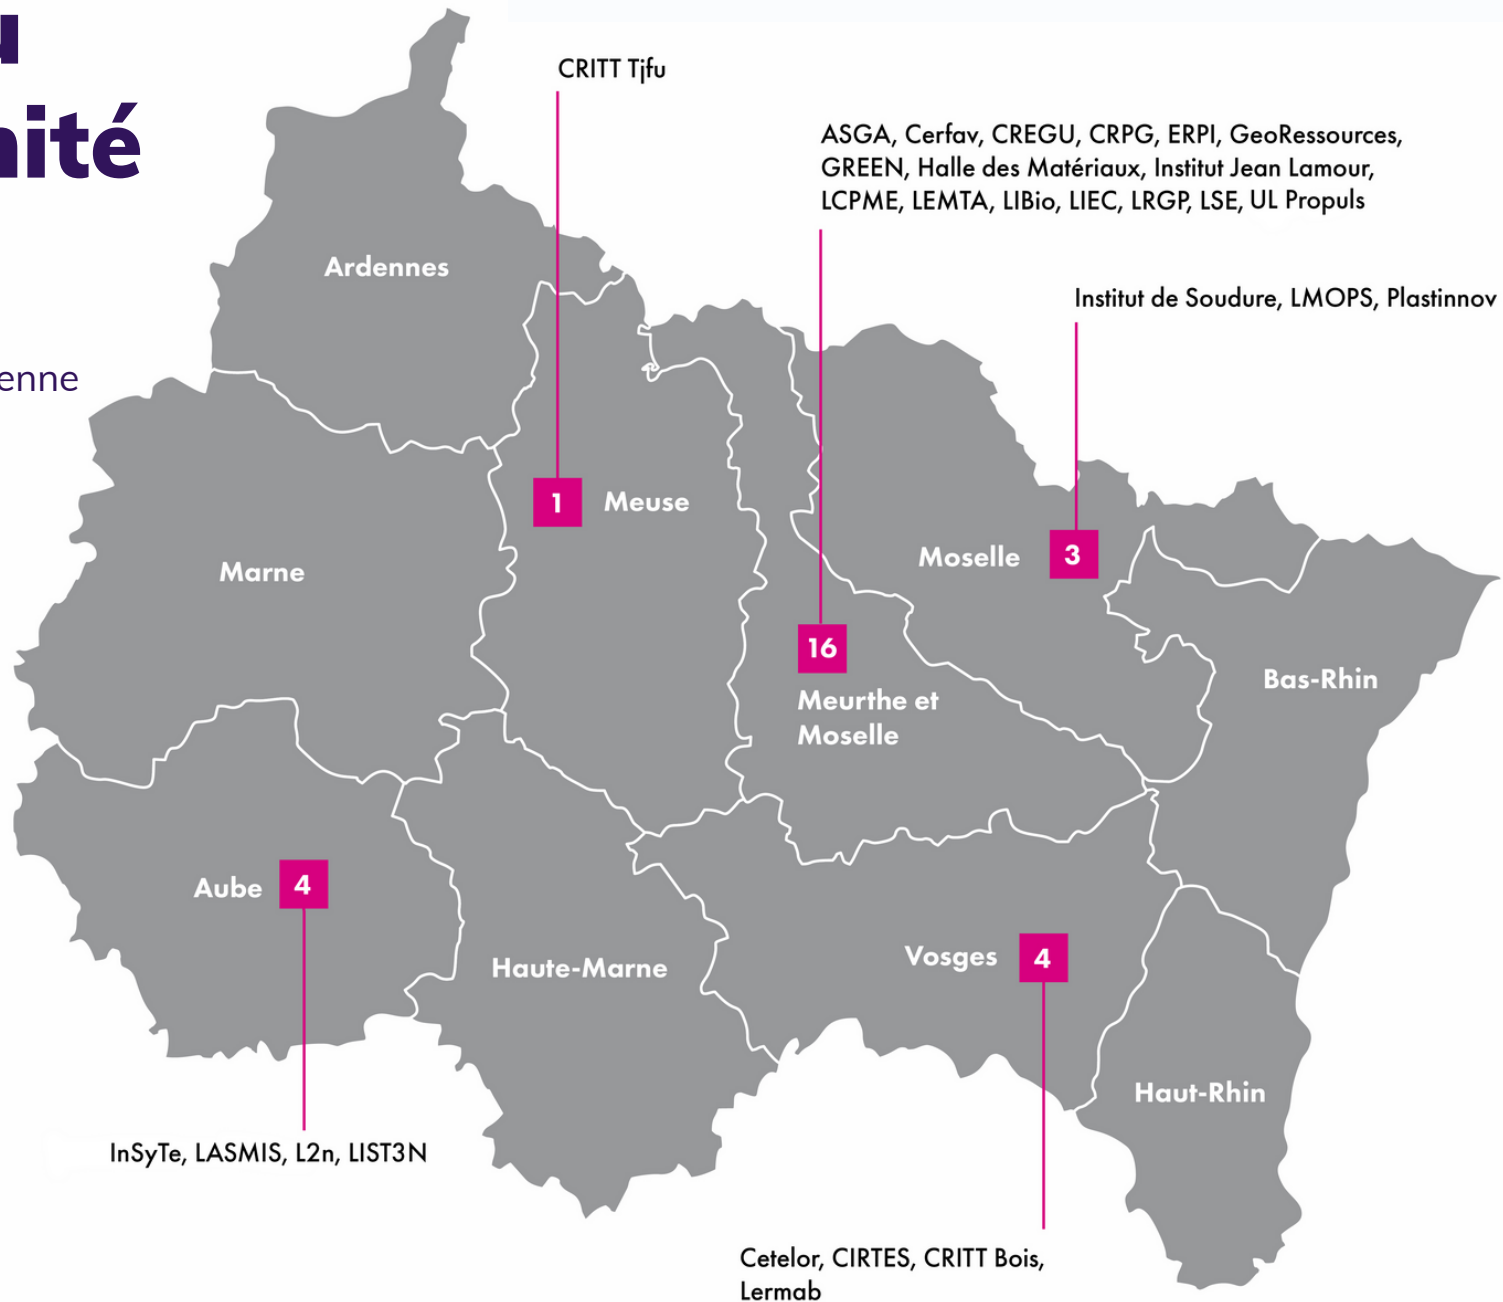 CRITT Tjfu
ASGA, Cerfav, CREGU, CRPG, ERPI, GeoRessources,
GREEN, Halle des Matériaux, Institut Jean Lamour,
LCPME, LEMTA, LIBio, LIEC, LRGP, LSE, UL Propuls
Ardennes
Institut de Soudure, LMOPS, Plastinnov
enne
1 Meuse
Moselle 3
Marne
16
Meurthe et
Moselle
Bas-Rhin
Aube 4
Haute-Marne
Vosges 4
Haut-Rhin
InSyTe, LASMIS, L2n, LIST3N
Cetelor, CIRTES, CRITT Bois,
Lermab